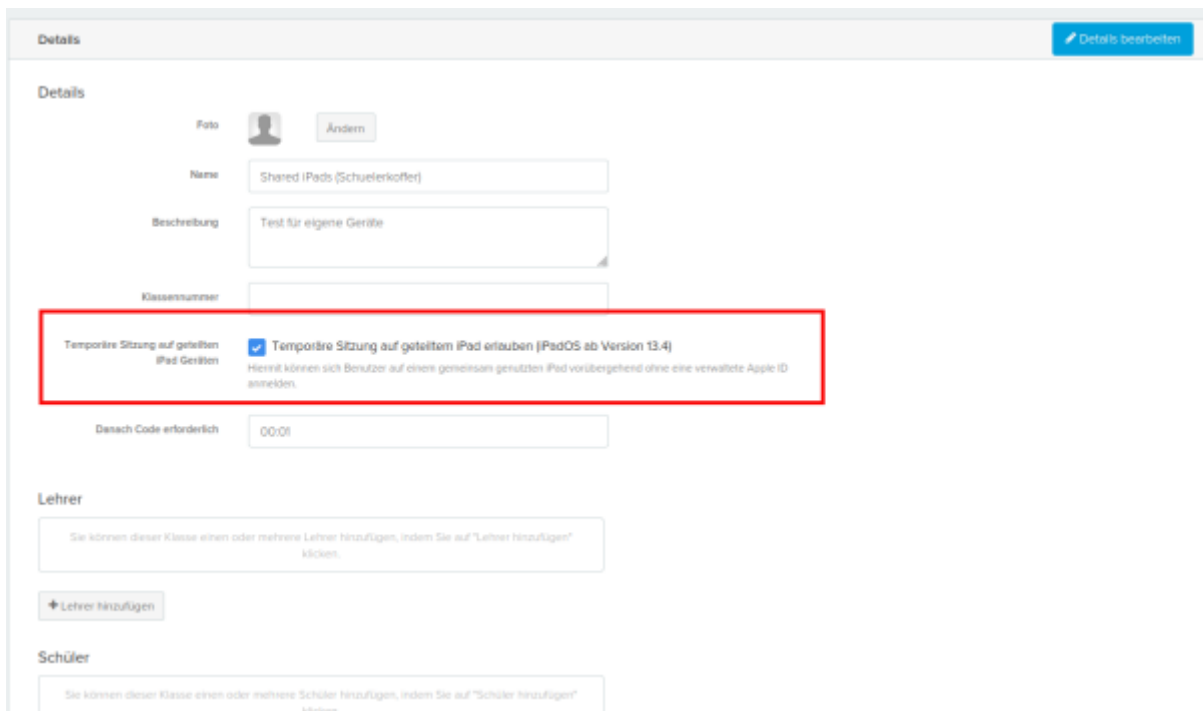 Details
Details bearbeiten
Details
Foto
Ändern
Name
Shared iPads (Schuelerkoffer)
Beschreibung
Test für eigene Geräte
Klassennummer
Temporäre Sitzung auf geteilten
iPad Geräten
Temporäre Sitzung auf geteiltem iPad erlauben (iPadOS ab Version 13.4)
Hiermit können sich Benutzer auf einem gemeinsam genutzten iPad vorübergehend ohne eine verwaltete Apple ID
anmelden.
Danach Code erforderlich
00:01
Lehrer
Sie können dieser Klasse einen oder mehrere Lehrer hinzufügen, indem Sie auf "Lehrer hinzufügen"
klicken.
+ Lehrer hinzufügen
Schüler
Sie können dieser Klasse einen oder mehrere Schüler hinzufügen, indem Sie auf "Schüler hinzufügen"
klicken.